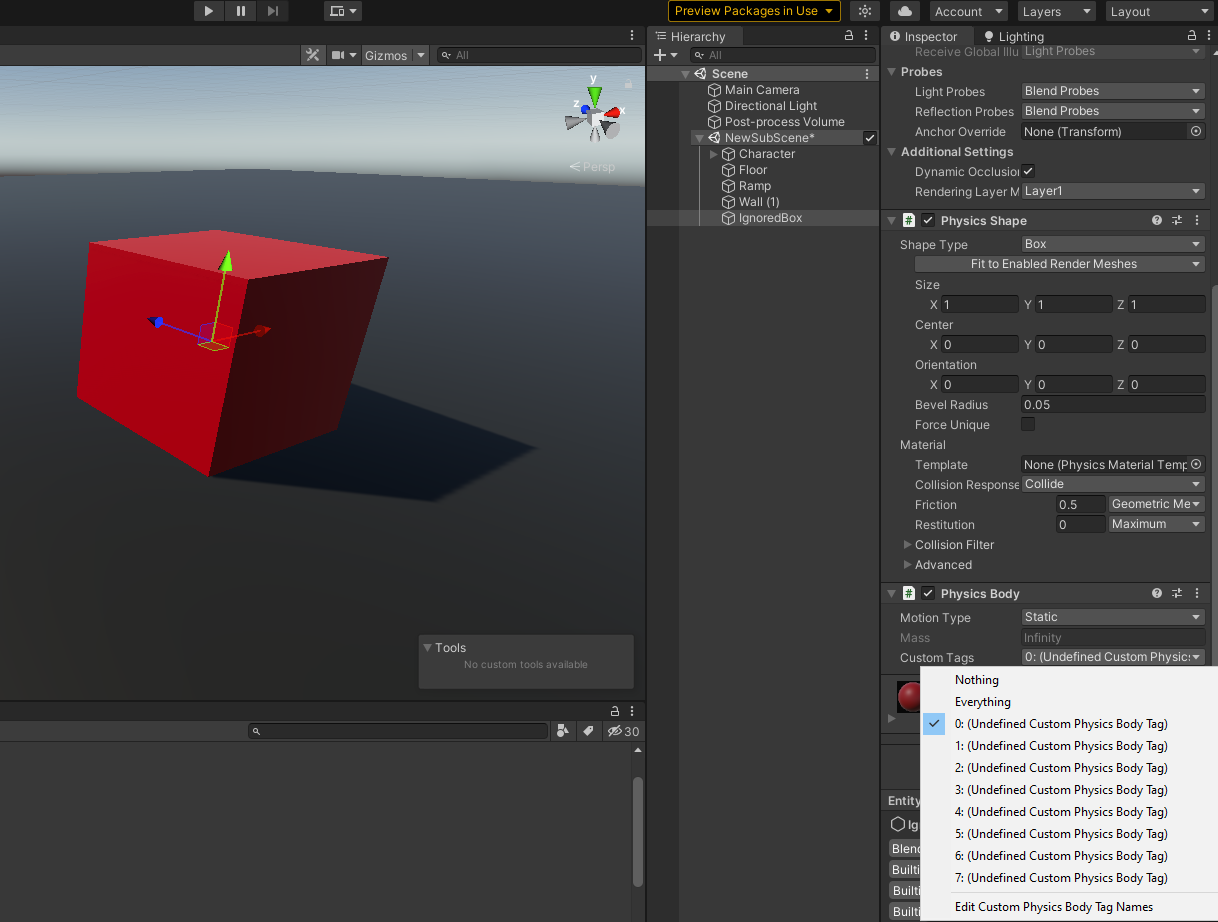 Preview Packages in Use
Account
Layers
Layout
Gizmos
All
y
z
x
Persp
Tools
No custom tools available
30
Hierarchy
All
Scene
Main Camera
Directional Light
Post-process Volume
NewSubScene*
Character
Floor
Ramp
Wall (1)
IgnoredBox
Inspector
Lighting
Receive Global Illu Light Probes
Probes
Light Probes Blend Probes
Reflection Probes Blend Probes
Anchor Override None (Transform)
Additional Settings
Dynamic Occlusion
Rendering Layer M Layer1
# Physics Shape
Shape Type Box
Fit to Enabled Render Meshes
Size
X 1 Y 1 Z 1
Center
X 0 Y 0 Z 0
Orientation
X 0 Y 0 Z 0
Bevel Radius 0.05
Force Unique
Material
Template None (Physics Material Temp
Collision Response Collide
Friction 0.5 Geometric Me
Restitution 0 Maximum
Collision Filter
Advanced
# Physics Body
Motion Type Static
Mass Infinity
Custom Tags 0: (Undefined Custom Physics
Nothing
Everything
0: (Undefined Custom Physics Body Tag)
1: (Undefined Custom Physics Body Tag)
2: (Undefined Custom Physics Body Tag)
3: (Undefined Custom Physics Body Tag)
4: (Undefined Custom Physics Body Tag)
5: (Undefined Custom Physics Body Tag)
6: (Undefined Custom Physics Body Tag)
7: (Undefined Custom Physics Body Tag)
Edit Custom Physics Body Tag Names
Entity
Ig
Blend
Builti
Builti
Builti